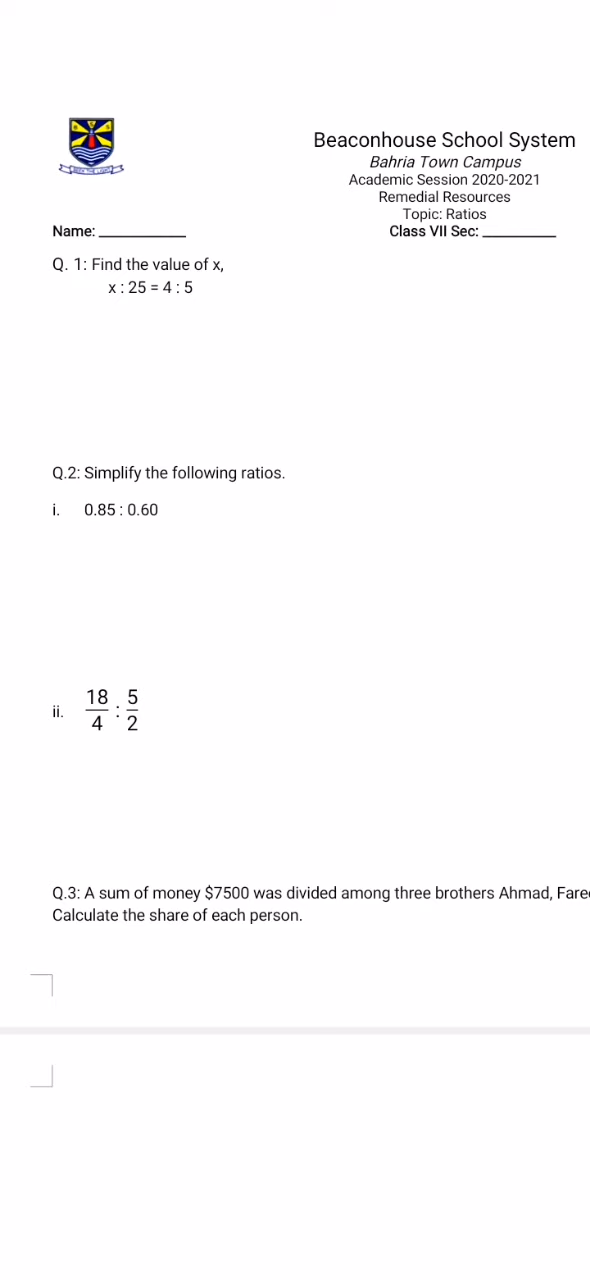 Beaconhouse School System
Bahria Town Campus
Academic Session 2020-2021
Remedial Resources
Topic: Ratios
Name: ____________ Class VII Sec: __________
Q. 1: Find the value of x,
x : 25 = 4 : 5
Q.2: Simplify the following ratios.
i. 0.85 : 0.60
ii. 18/4 : 5/2
Q.3: A sum of money $7500 was divided among three brothers Ahmad,
Calculate the share of each person.